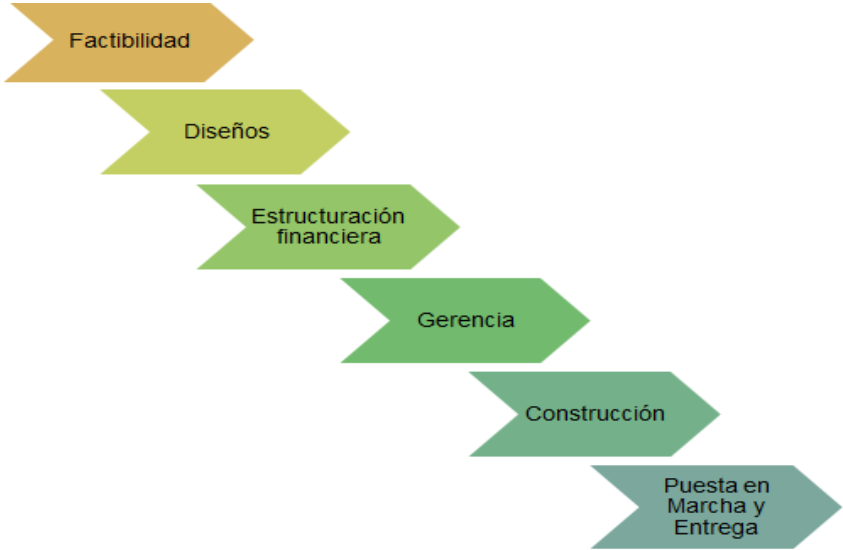 Factibilidad
Diseños
Estructuración
financiera
Gerencia
Construcción
Puesta en
Marcha y
Entrega